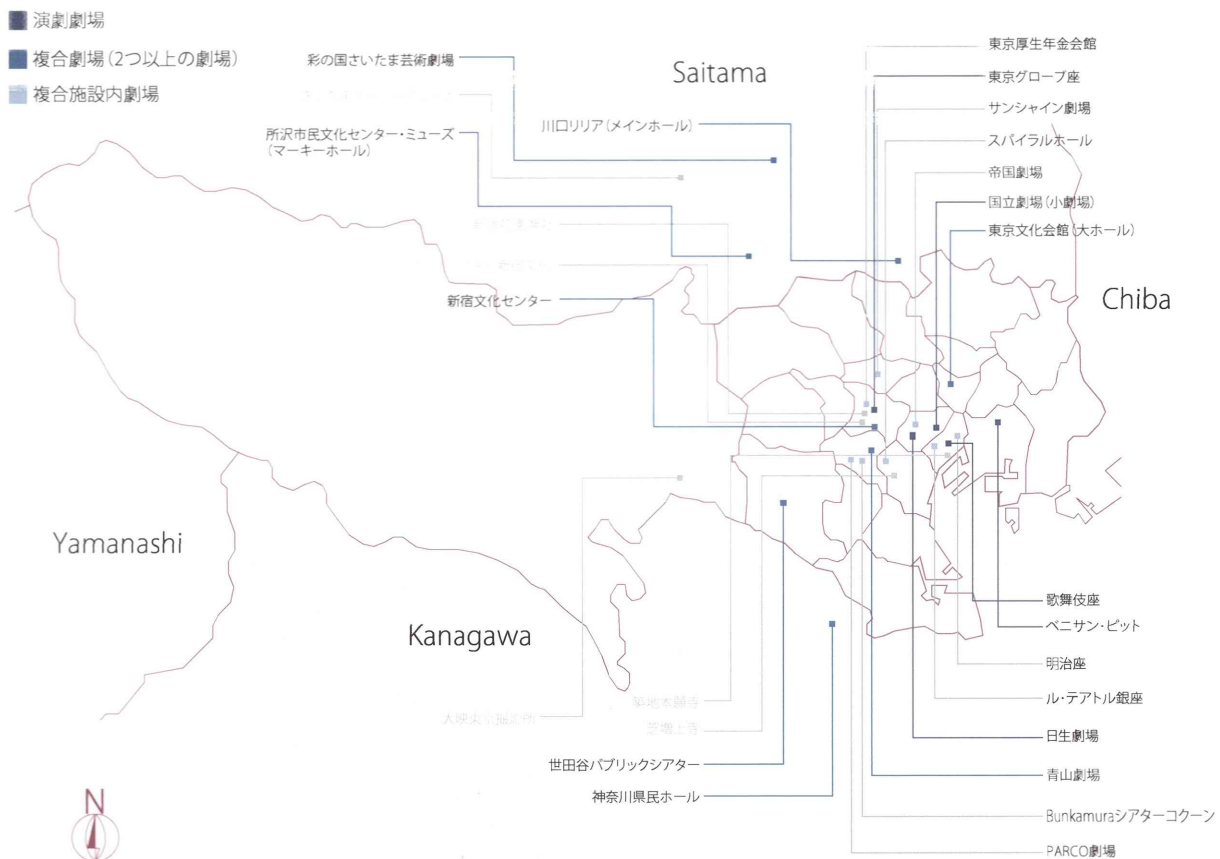 演劇劇場
複合劇場(2つ以上の劇場)
複合施設内劇場
彩の国さいたま芸術劇場
所沢市民文化センター・ミューズ
(マーキーホール)
川口リリア(メインホール)
新宿文化センター
Saitama
Chiba
Yamanashi
Kanagawa
東京厚生年金会館
東京グローブ座
サンシャイン劇場
スパイラルホール
帝国劇場
国立劇場(小劇場)
東京文化会館(大ホール)
歌舞伎座
ベニサン・ピット
明治座
ル・テアトル銀座
日生劇場
青山劇場
Bunkamuraシアターコクーン
PARCO劇場
築地本願寺
芝増上寺
世田谷パブリックシアター
神奈川県民ホール
N